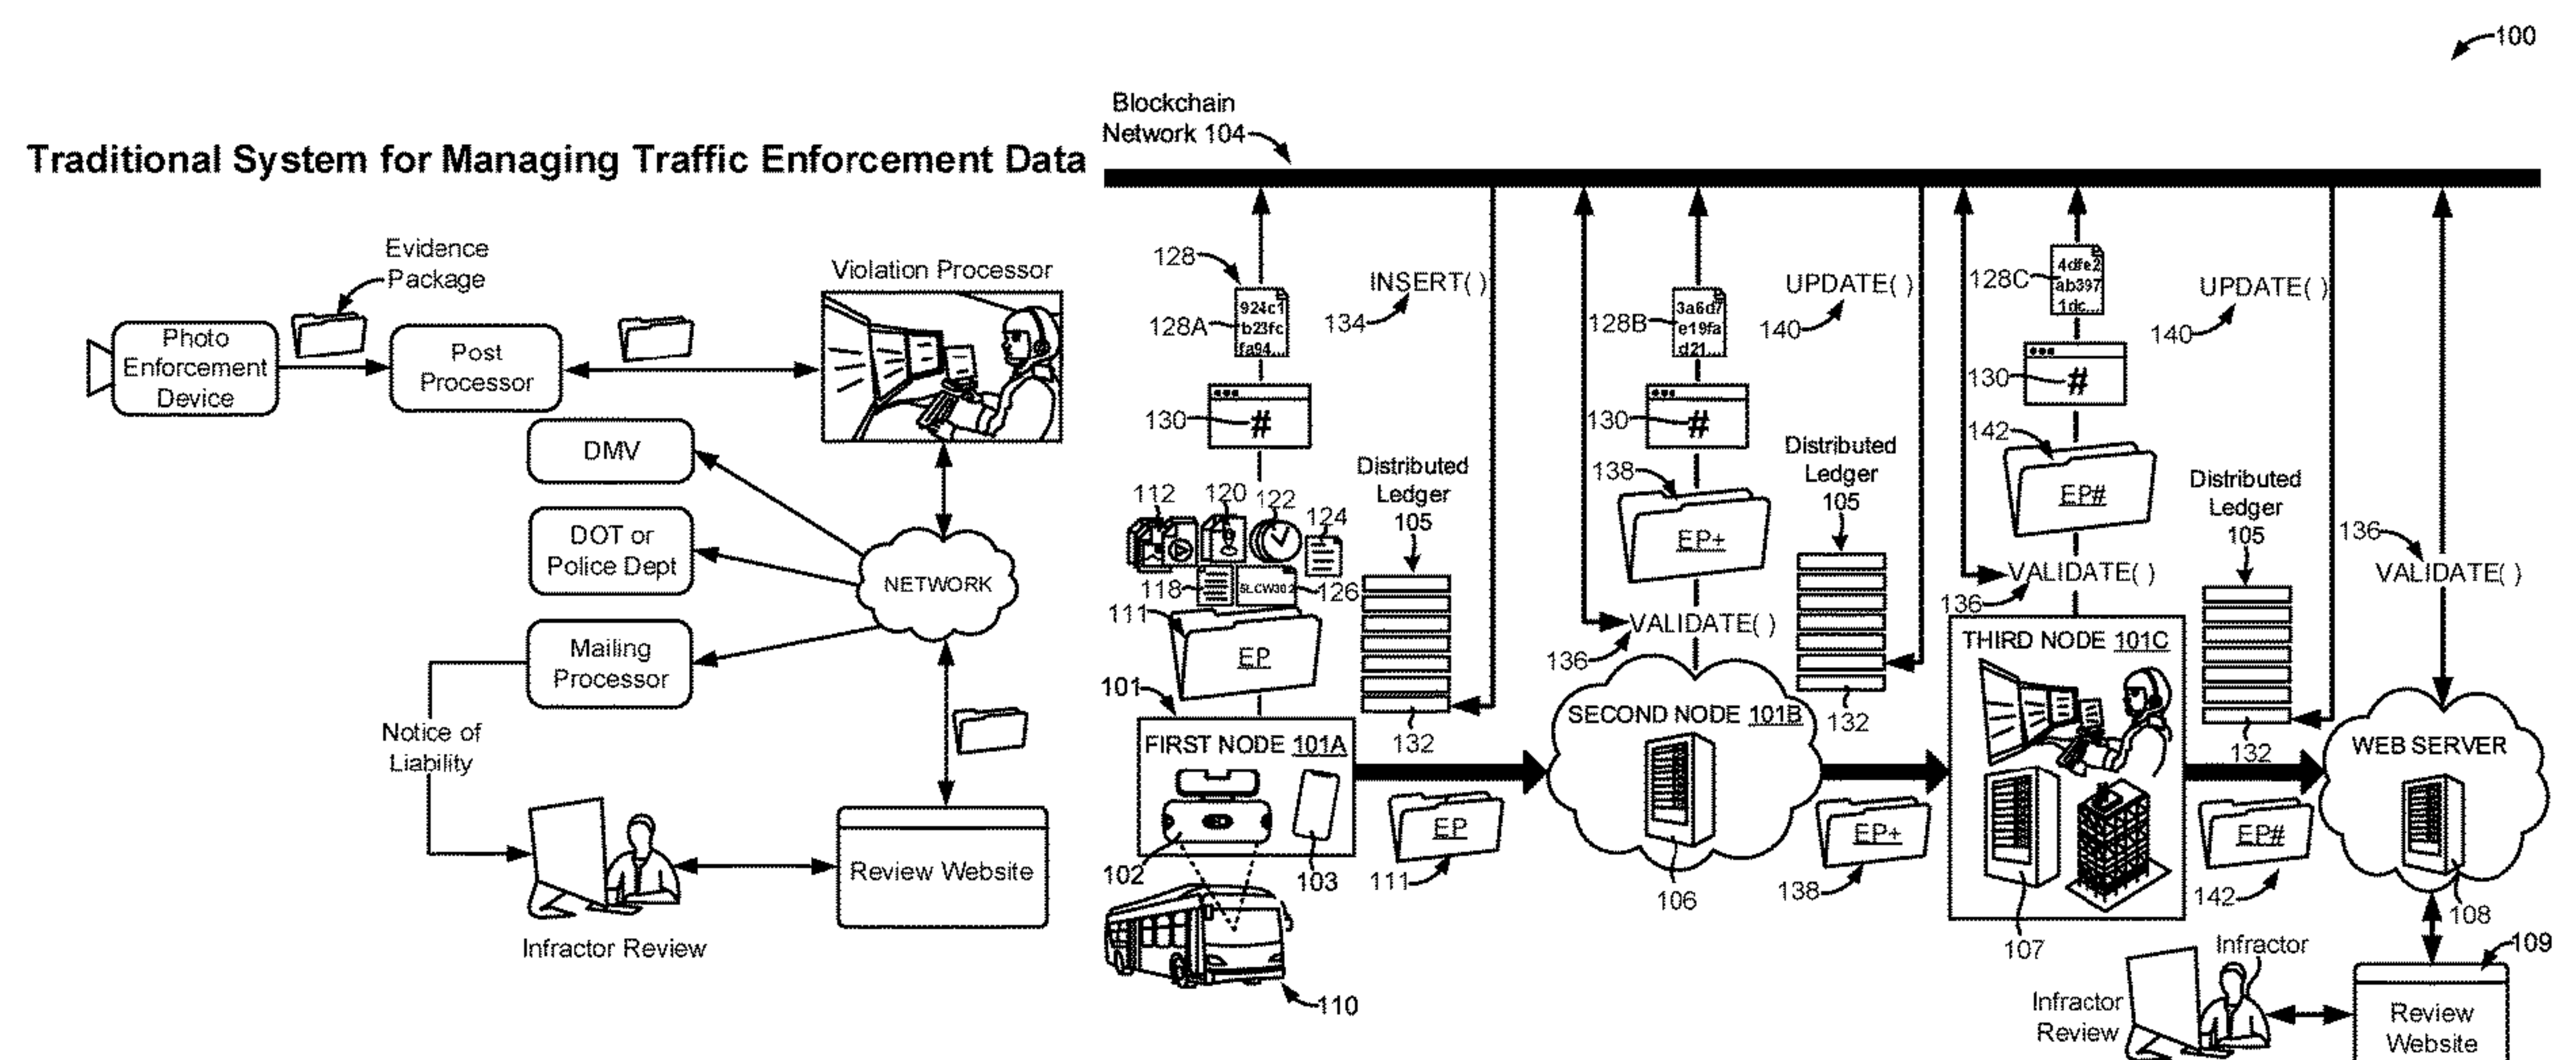 100
Blockchain
Network 104
Traditional System for Managing Traffic Enforcement Data
Evidence
Package
Violation Processor
Photo
Enforcement
Device
Post
Processor
DMV
DOT or
Police Dept
Mailing
Processor
NETWORK
Notice of
Liability
Review Website
Infractor Review
128
128A
924c1
b23fc
fa94...
INSERT( )
134
130
#
112
120
122
124
118
126
111
EP
Distributed
Ledger
105
132
101
FIRST NODE 101A
102
103
110
EP
111
128B
3a6d7
e19fa
d21...
UPDATE( )
140
130
#
138
EP+
Distributed
Ledger
105
132
VALIDATE( )
136
SECOND NODE 101B
106
EP+
138
128C
4dfe2
ab397
1dc...
UPDATE( )
140
130
#
142
EP#
Distributed
Ledger
105
132
VALIDATE( )
136
THIRD NODE 101C
107
EP#
142
136
VALIDATE( )
WEB SERVER
108
109
Infractor
Infractor
Review
Review
Website